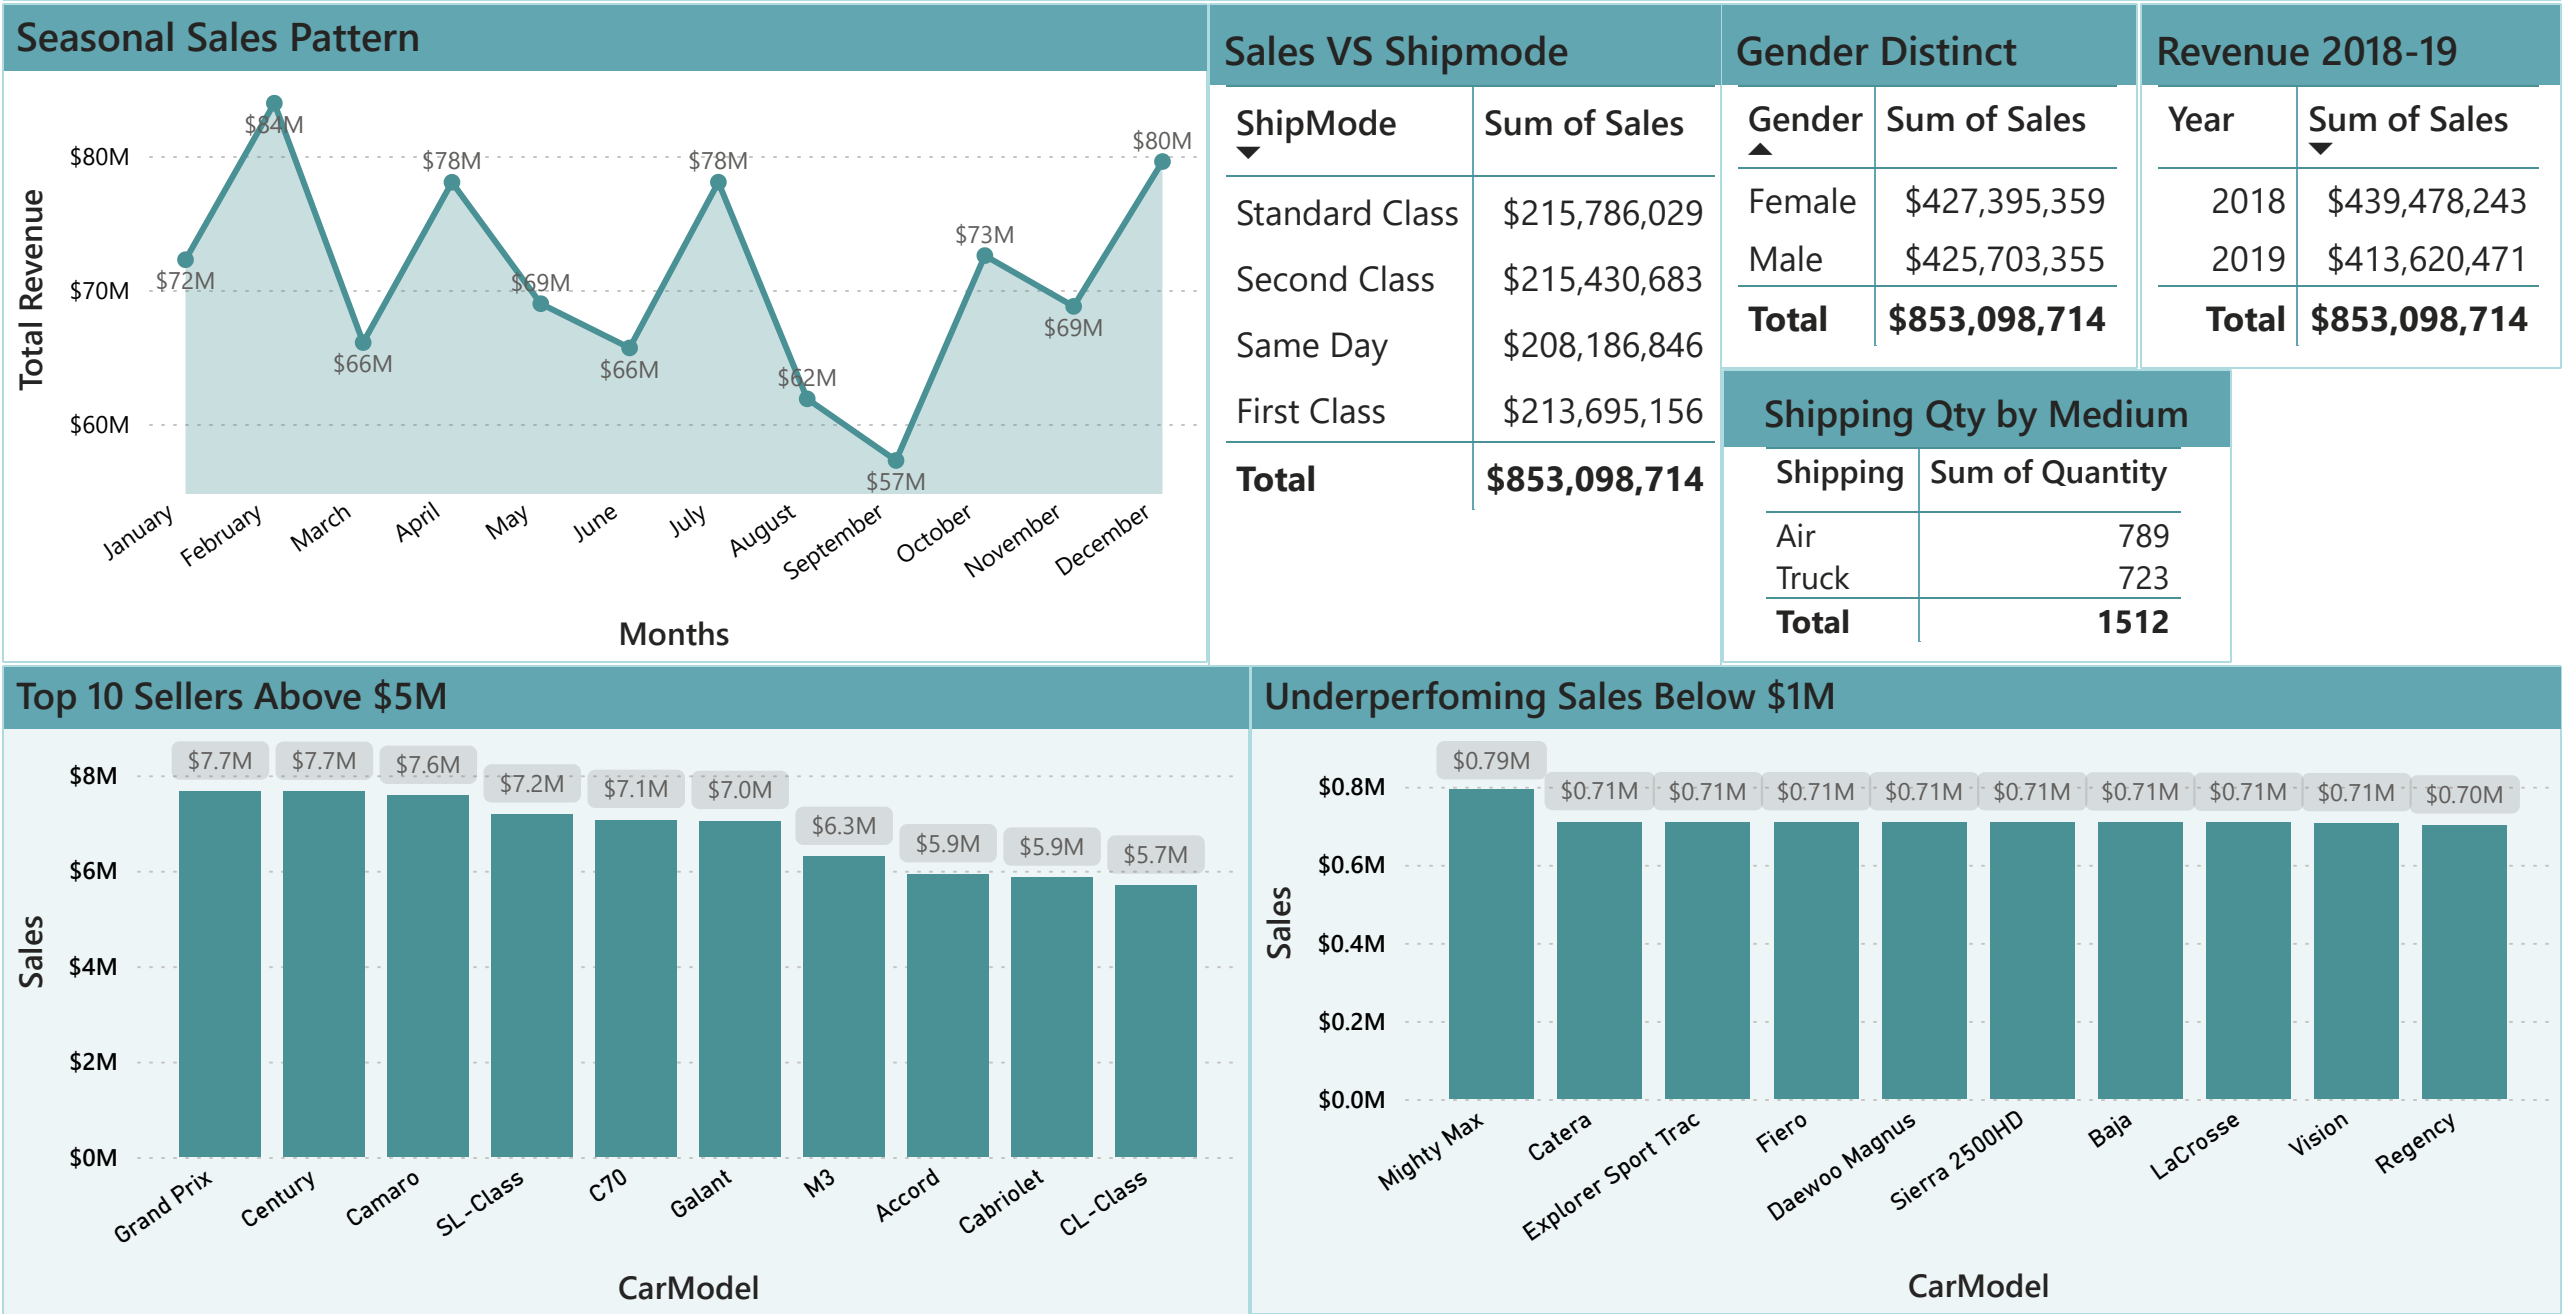 Seasonal Sales Pattern
Total Revenue
$80M
$70M
$60M
$72M
$84M
$66M
$78M
$69M
$66M
$78M
$62M
$57M
$73M
$69M
$80M
January
February
March
April
May
June
July
August
September
October
November
December
Months
Sales VS Shipmode
ShipMode Sum of Sales
Standard Class $215,786,029
Second Class $215,430,683
Same Day $208,186,846
First Class $213,695,156
Total $853,098,714
Gender Distinct
Gender Sum of Sales
Female $427,395,359
Male $425,703,355
Total $853,098,714
Revenue 2018-19
Year Sum of Sales
2018 $439,478,243
2019 $413,620,471
Total $853,098,714
Shipping Qty by Medium
Shipping Sum of Quantity
Air 789
Truck 723
Total 1512
Top 10 Sellers Above $5M
Sales
$8M
$6M
$4M
$2M
$0M
$7.7M
$7.7M
$7.6M
$7.2M
$7.1M
$7.0M
$6.3M
$5.9M
$5.9M
$5.7M
Grand Prix
Century
Camaro
SL-Class
C70
Galant
M3
Accord
Cabriolet
CL-Class
CarModel
Underperfoming Sales Below $1M
Sales
$0.8M
$0.6M
$0.4M
$0.2M
$0.0M
$0.79M
$0.71M
$0.71M
$0.71M
$0.71M
$0.71M
$0.71M
$0.71M
$0.71M
$0.70M
Mighty Max
Catera
Explorer Sport Trac
Fiero
Daewoo Magnus
Sierra 2500HD
Baja
LaCrosse
Vision
Regency
CarModel